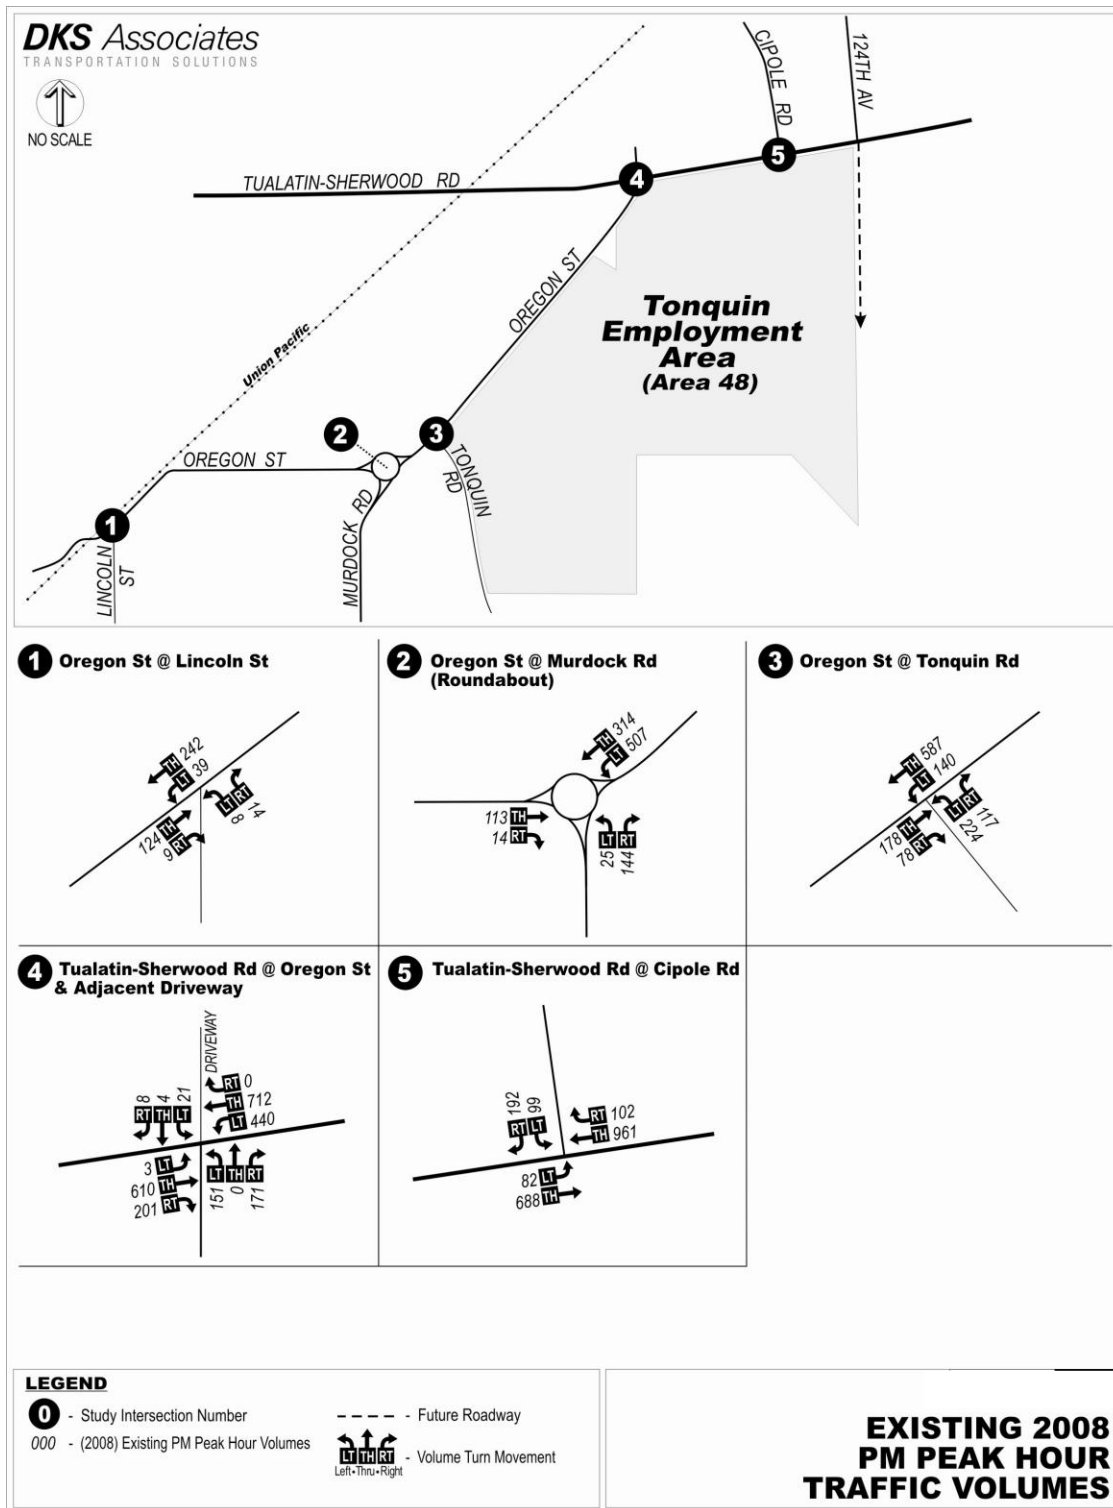 DKS Associates
TRANSPORTATION SOLUTIONS
NO SCALE
CIPOLE RD
124TH AV
5
4
TUALATIN-SHERWOOD RD
OREGON ST
Tonquin
Employment
Area
(Area 48)
Union Pacific
2
3
OREGON ST
TONQUIN
RD
1
MURDOCK RD
LINCOLN
ST
1 Oregon St @ Lincoln St
TH 242
LT 39
124 TH
9 RT
LT 8
RT 14
2 Oregon St @ Murdock Rd
(Roundabout)
TH 314
LT 507
113 TH
14 RT
LT 25
RT 144
3 Oregon St @ Tonquin Rd
TH 587
LT 140
178 TH
78 RT
LT 224
RT 117
4 Tualatin-Sherwood Rd @ Oregon St
& Adjacent Driveway
DRIVEWAY
RT 8
TH 4
LT 21
RT 0
TH 712
LT 440
3 LT
610 TH
201 RT
LT 151
TH 0
RT 171
5 Tualatin-Sherwood Rd @ Cipole Rd
RT 192
LT 99
RT 102
TH 961
82 LT
688 TH
LEGEND
0 - Study Intersection Number
000 - (2008) Existing PM Peak Hour Volumes
- Future Roadway
LT TH RT - Volume Turn Movement
Left•Thru•Right
EXISTING 2008
PM PEAK HOUR
TRAFFIC VOLUMES